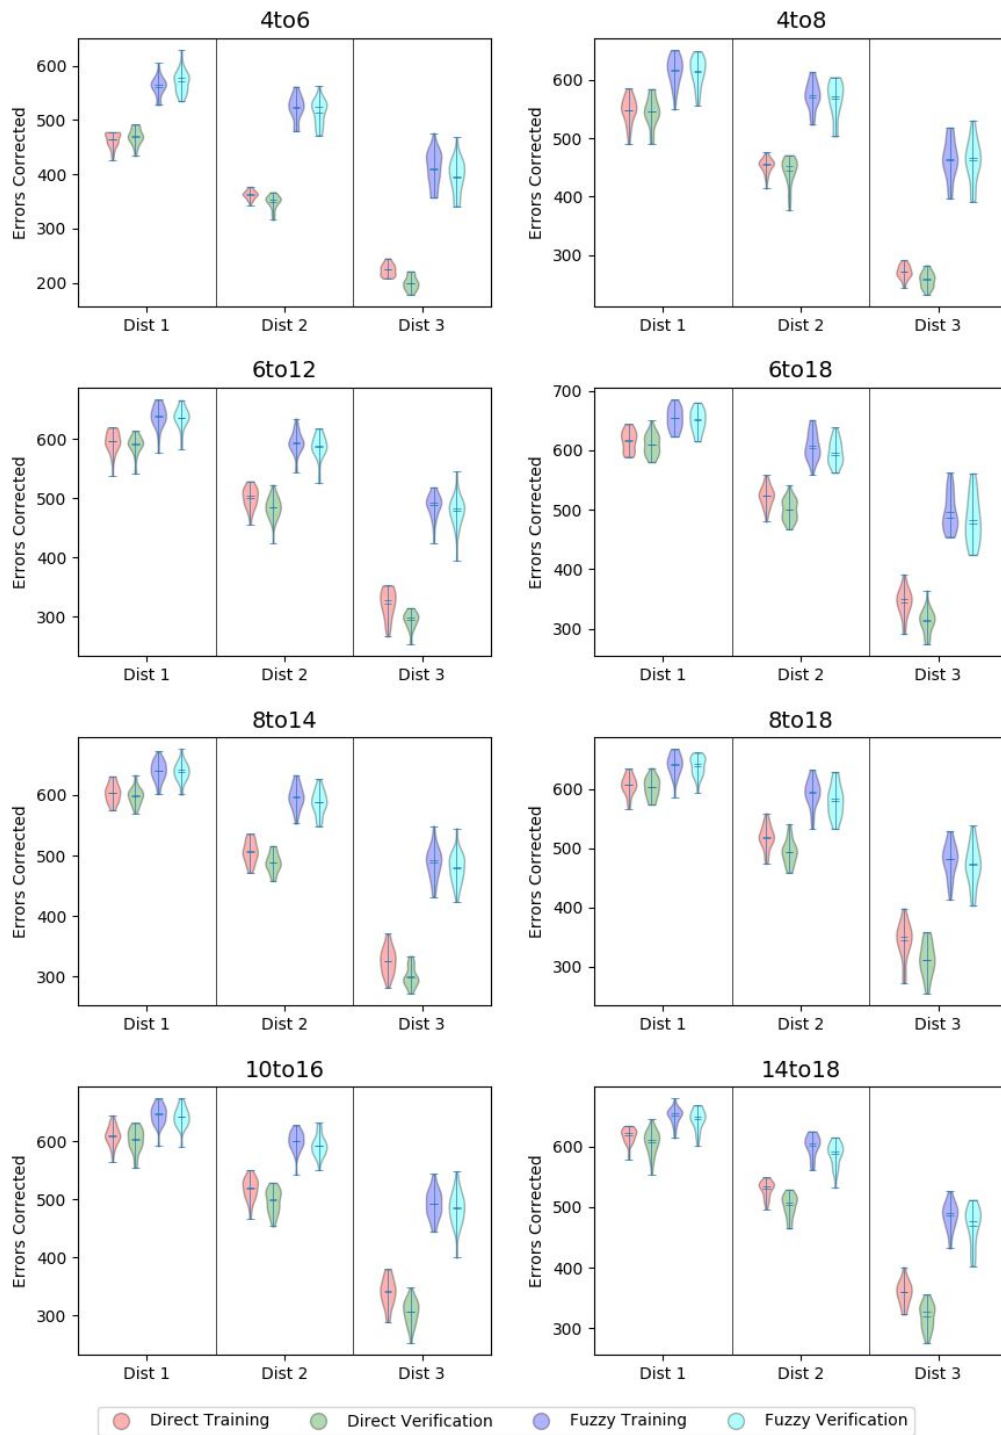 4to6
4to8
Errors Corrected
600
500
400
300
200
Dist 1
Dist 2
Dist 3
Errors Corrected
600
500
400
300
Dist 1
Dist 2
Dist 3
6to12
6to18
Errors Corrected
600
500
400
300
Dist 1
Dist 2
Dist 3
Errors Corrected
700
600
500
400
300
Dist 1
Dist 2
Dist 3
8to14
8to18
Errors Corrected
600
500
400
300
Dist 1
Dist 2
Dist 3
Errors Corrected
600
500
400
300
Dist 1
Dist 2
Dist 3
10to16
14to18
Errors Corrected
600
500
400
300
Dist 1
Dist 2
Dist 3
Errors Corrected
600
500
400
300
Dist 1
Dist 2
Dist 3
Direct Training
Direct Verification
Fuzzy Training
Fuzzy Verification